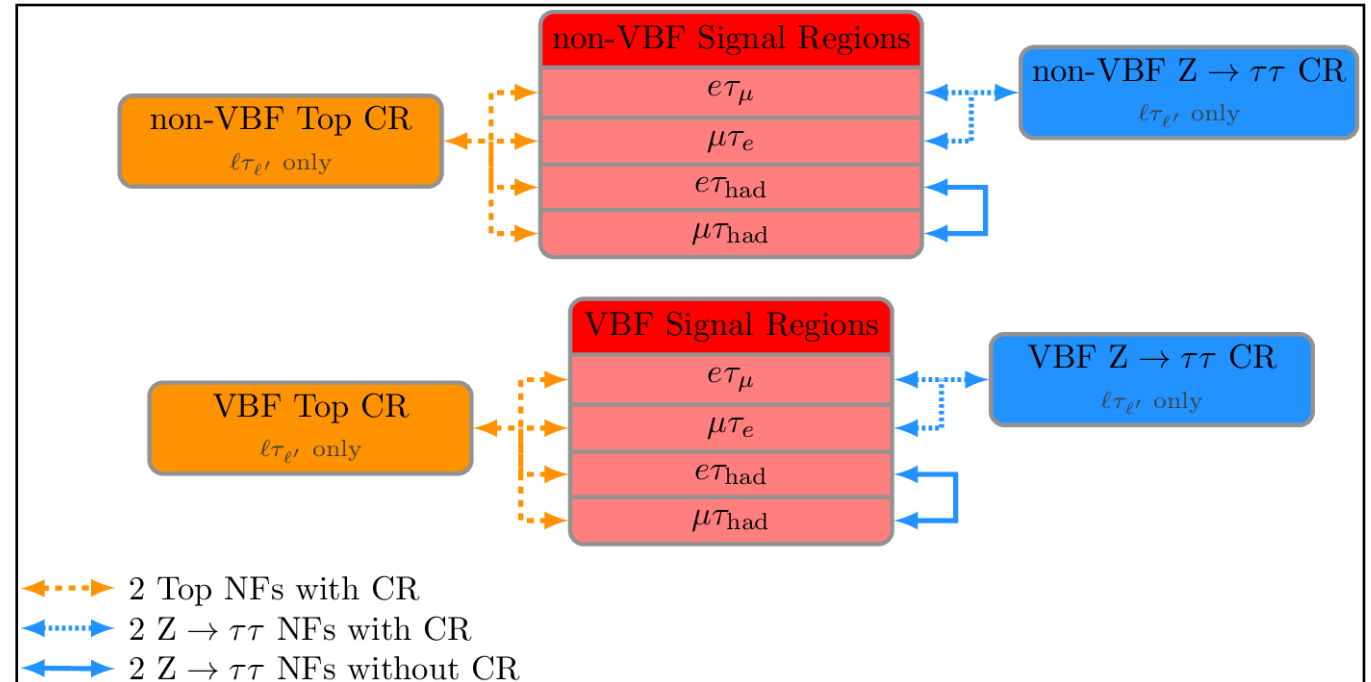 non-VBF Signal Regions
eτ_μ
μτ_e
eτ_had
μτ_had
non-VBF Top CR
ℓτ_ℓ′ only
non-VBF Z → ττ CR
ℓτ_ℓ′ only
VBF Signal Regions
eτ_μ
μτ_e
eτ_had
μτ_had
VBF Top CR
ℓτ_ℓ′ only
VBF Z → ττ CR
ℓτ_ℓ′ only
2 Top NFs with CR
2 Z → ττ NFs with CR
2 Z → ττ NFs without CR